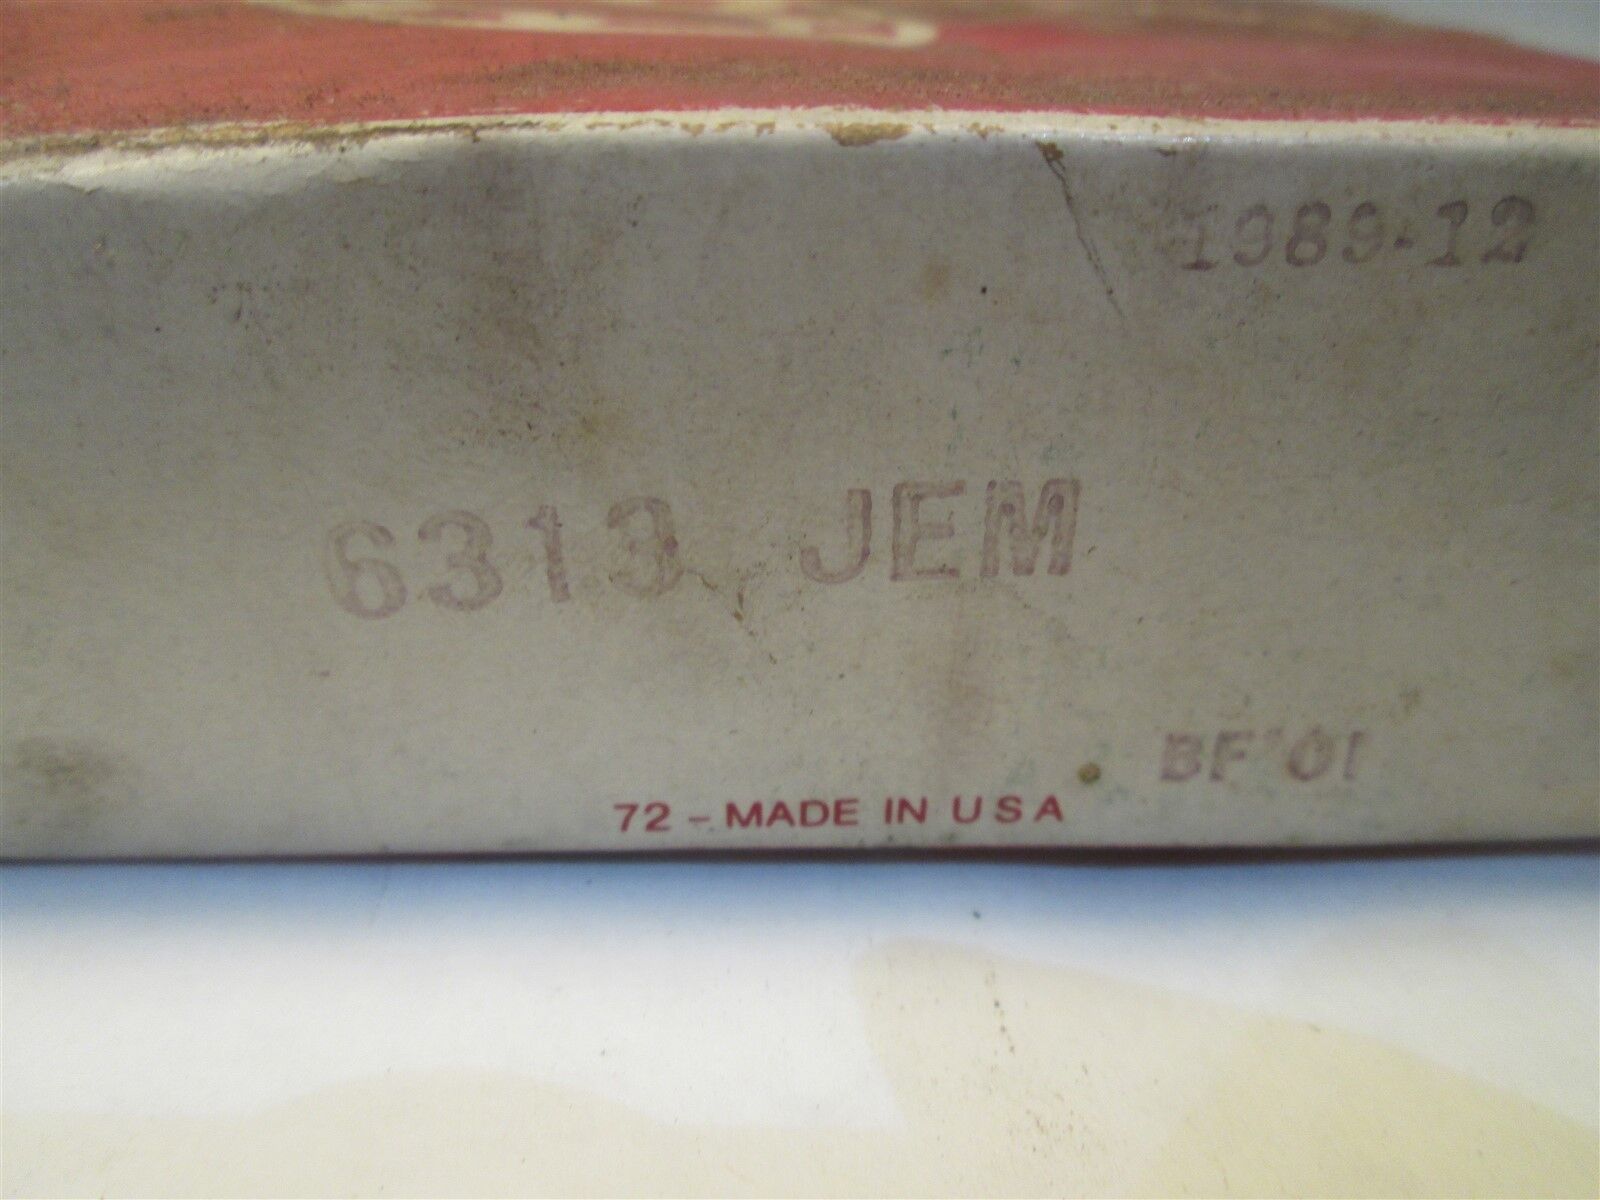 1989-12
6313 JEM
BF 01
72 - MADE IN USA